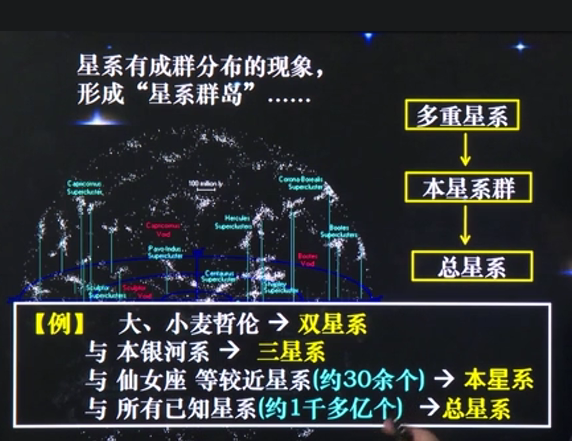 星系有成群分布的现象，
形成“星系群岛”……
多重星系
本星系群
总星系
Capricornus
Supercluster
100 million ly
Corona-Borealis
Supercluster
Hercules
Supercluster
Capricornus
Void
Bootes
Supercluster
Pavo-Indus
Supercluster
Bootes
Void
Centaurus
Supercluster
Sculptor
Superclusters
Sculptor
Void
Shapley
Supercluster
【例】 大、小麦哲伦 → 双星系
与 本银河系 → 三星系
与 仙女座 等较近星系(约30余个) → 本星系
与 所有已知星系(约1千多亿个) →总星系